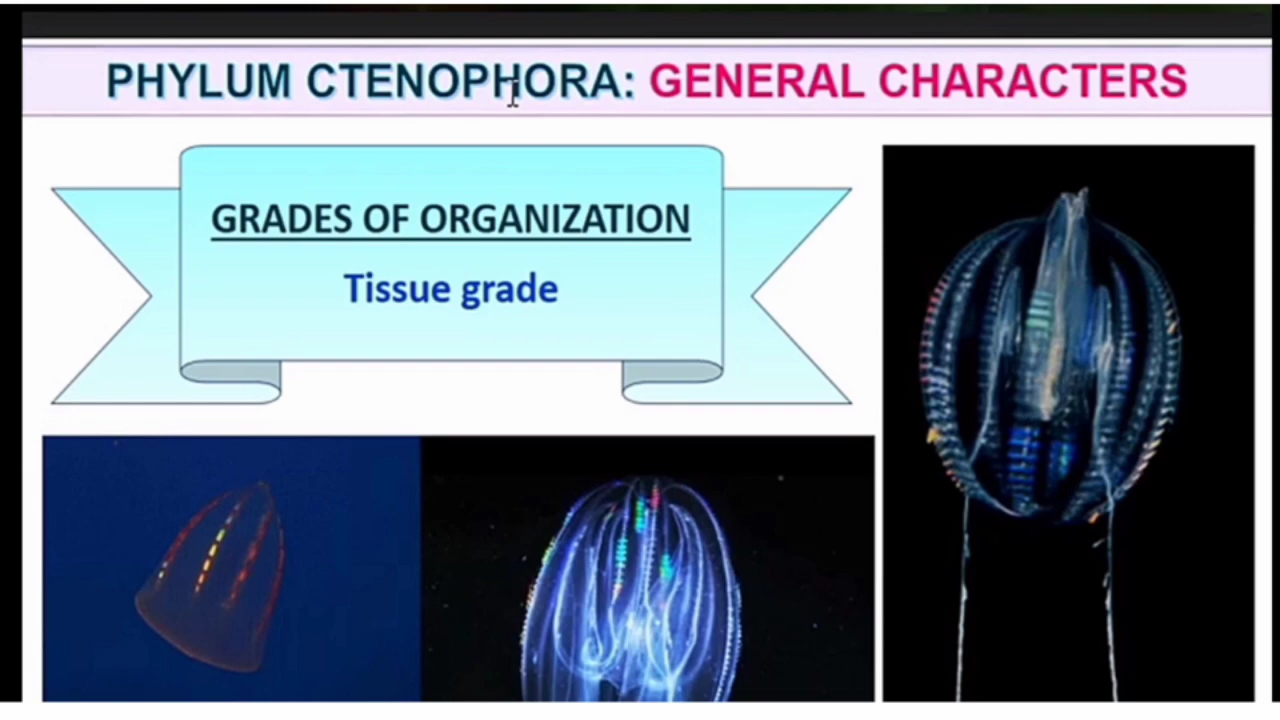 PHYLUM CTENOPHORA: GENERAL CHARACTERS
GRADES OF ORGANIZATION
Tissue grade